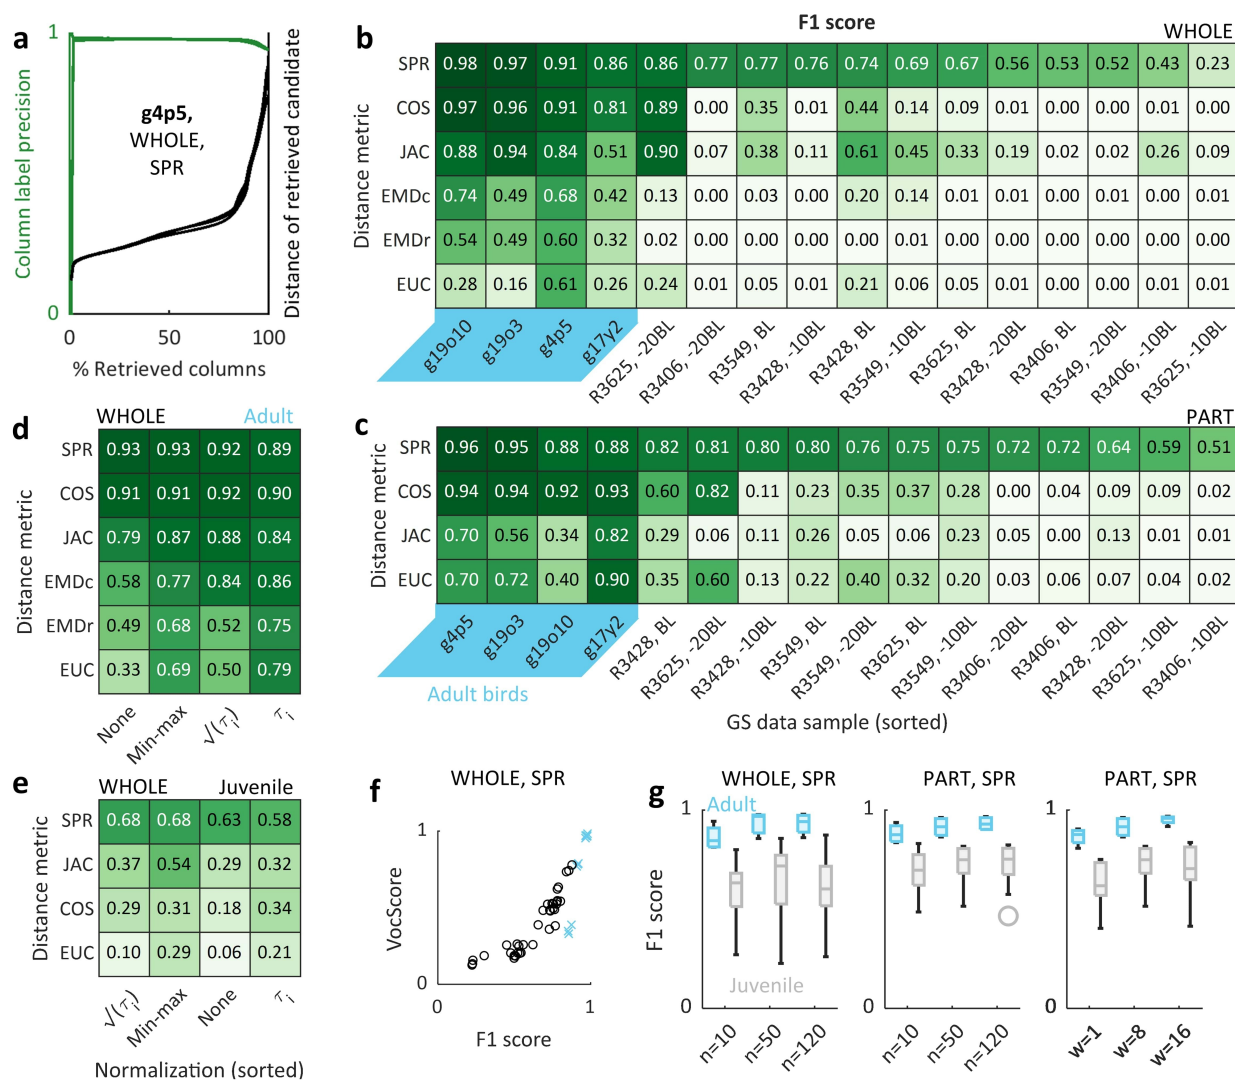 a
1
0
Column label precision
g4p5,
WHOLE,
SPR
Distance of retrieved candidate
0 50 100
% Retrieved columns
b
F1 score
WHOLE
Distance metric
SPR 0.98 0.97 0.91 0.86 0.86 0.77 0.77 0.76 0.74 0.69 0.67 0.56 0.53 0.52 0.43 0.23
COS 0.97 0.96 0.91 0.81 0.89 0.00 0.35 0.01 0.44 0.14 0.09 0.01 0.00 0.00 0.01 0.00
JAC 0.88 0.94 0.84 0.51 0.90 0.07 0.38 0.11 0.61 0.45 0.33 0.19 0.02 0.02 0.26 0.09
EMDc 0.74 0.49 0.68 0.42 0.13 0.00 0.03 0.00 0.20 0.14 0.01 0.01 0.00 0.01 0.00 0.01
EMDr 0.54 0.49 0.60 0.32 0.02 0.00 0.00 0.00 0.00 0.01 0.00 0.00 0.00 0.00 0.00 0.00
EUC 0.28 0.16 0.61 0.26 0.24 0.01 0.05 0.01 0.21 0.06 0.05 0.01 0.00 0.00 0.01 0.01
g19o10 g19o3 g4p5 g17y2 R3625, -20BL R3406, -20BL R3549, BL R3428, -10BL R3428, BL R3549, -10BL R3625, BL R3428, -20BL R3406, BL R3549, -20BL R3406, -10BL R3625, -10BL
c
PART
Distance metric
SPR 0.96 0.95 0.88 0.88 0.82 0.81 0.80 0.80 0.76 0.75 0.75 0.72 0.72 0.64 0.59 0.51
COS 0.94 0.94 0.92 0.93 0.60 0.82 0.11 0.23 0.35 0.37 0.28 0.00 0.04 0.09 0.09 0.02
JAC 0.70 0.56 0.34 0.82 0.29 0.06 0.11 0.26 0.05 0.06 0.23 0.05 0.00 0.13 0.01 0.01
EUC 0.70 0.72 0.40 0.90 0.35 0.60 0.13 0.22 0.40 0.32 0.20 0.03 0.06 0.07 0.04 0.02
g4p5 g19o3 g19o10 g17y2 R3428, BL R3625, -20BL R3428, -10BL R3549, BL R3549, -20BL R3625, BL R3549, -10BL R3406, -20BL R3406, BL R3428, -20BL R3625, -10BL R3406, -10BL
Adult birds
GS data sample (sorted)
d
WHOLE Adult
Distance metric
SPR 0.93 0.93 0.92 0.89
COS 0.91 0.91 0.92 0.90
JAC 0.79 0.87 0.88 0.84
EMDc 0.58 0.77 0.84 0.86
EMDr 0.49 0.68 0.52 0.75
EUC 0.33 0.69 0.50 0.79
None Min-max √(τi) τi
e
WHOLE Juvenile
Distance metric
SPR 0.68 0.68 0.63 0.58
JAC 0.37 0.54 0.29 0.32
COS 0.29 0.31 0.18 0.34
EUC 0.10 0.29 0.06 0.21
√(τi) Min-max None τi
Normalization (sorted)
f
WHOLE, SPR
1
VocScore
0
0 1
F1 score
g
WHOLE, SPR PART, SPR PART, SPR
1 1 1
Adult
F1 score
Juvenile
0 0 0
n=10 n=50 n=120 n=10 n=50 n=120 w=1 w=8 w=16